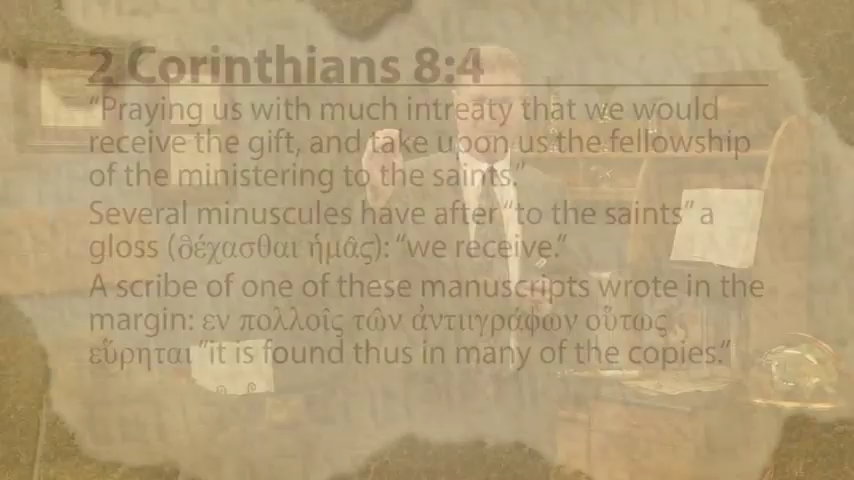 2 Corinthians 8:4
“Praying us with much intreaty that we would
receive the gift, and take upon us the fellowship
of the ministering to the saints.”
Several minuscules have after “to the saints” a
gloss (δέχασθαι ἡμᾶς): “we receive.”
A scribe of one of these manuscripts wrote in the
margin: εν πολλοῖς τῶν ἀντιιγράφων οὕτως
εὕρηται “it is found thus in many of the copies.”